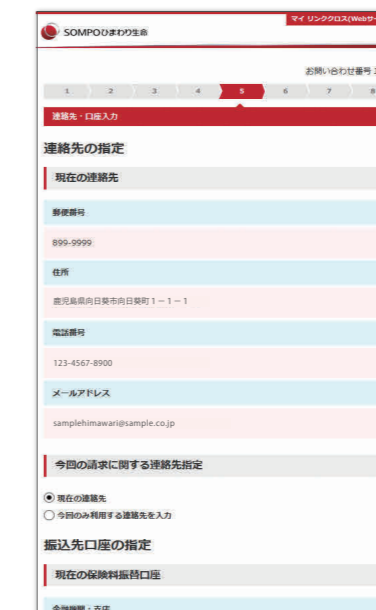 マイ リンククロス(Webサー
SOMPOひまわり生命
お問い合わせ番号
1 2 3 4 5 6 7 8
連絡先・口座入力
連絡先の指定
現在の連絡先
郵便番号
899-9999
住所
鹿児島県向日葵市向日葵町1-1-1
電話番号
123-4567-8900
メールアドレス
samplehimawari@sample.co.jp
今回の請求に関する連絡先指定
現在の連絡先
今回のみ利用する連絡先を入力
振込先口座の指定
現在の保険料振替口座
金融機関・支店